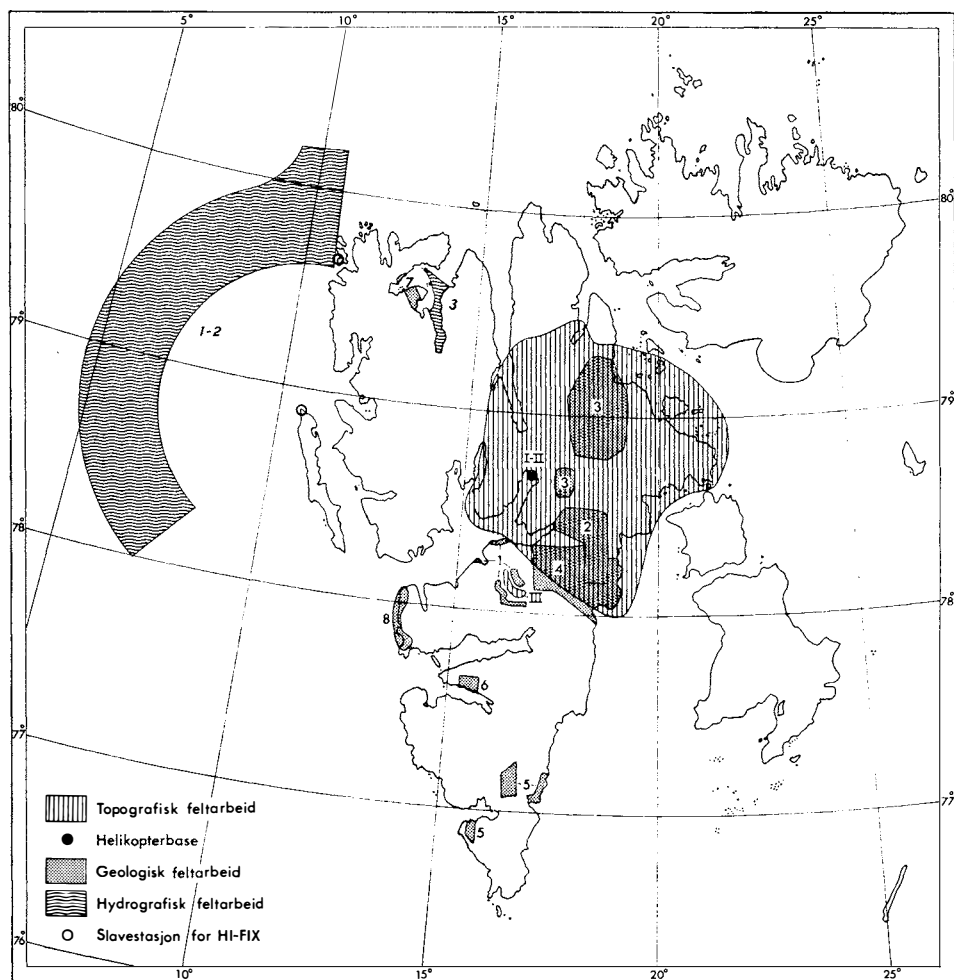 5° 10° 15° 20° 25°
80°
80°
79°
79°
78°
78°
77°
77°
76°
10° 15° 20°
1-2
7
3
3
I-II
3
2
4
1
III
8
6
5
5
Topografisk feltarbeid
Helikopterbase
Geologisk feltarbeid
Hydrografisk feltarbeid
Slavestasjon for HI-FIX